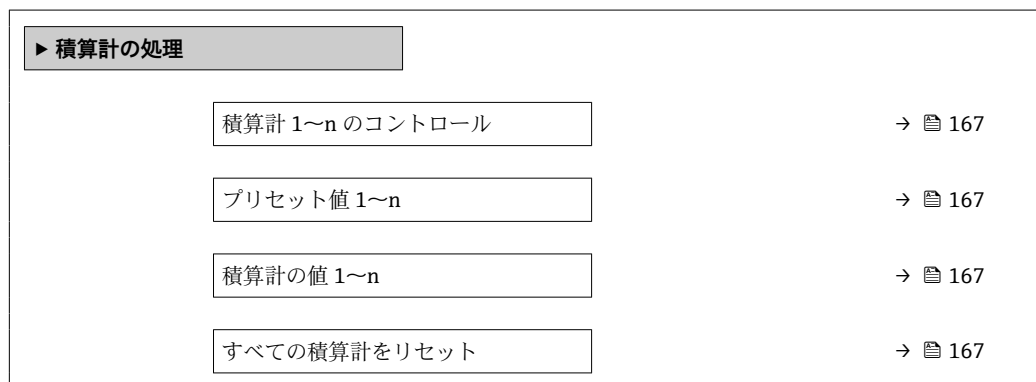 ▶ 積算計の処理
積算計 1～n のコントロール → 🖹 167
プリセット値 1～n → 🖹 167
積算計の値 1～n → 🖹 167
すべての積算計をリセット → 🖹 167